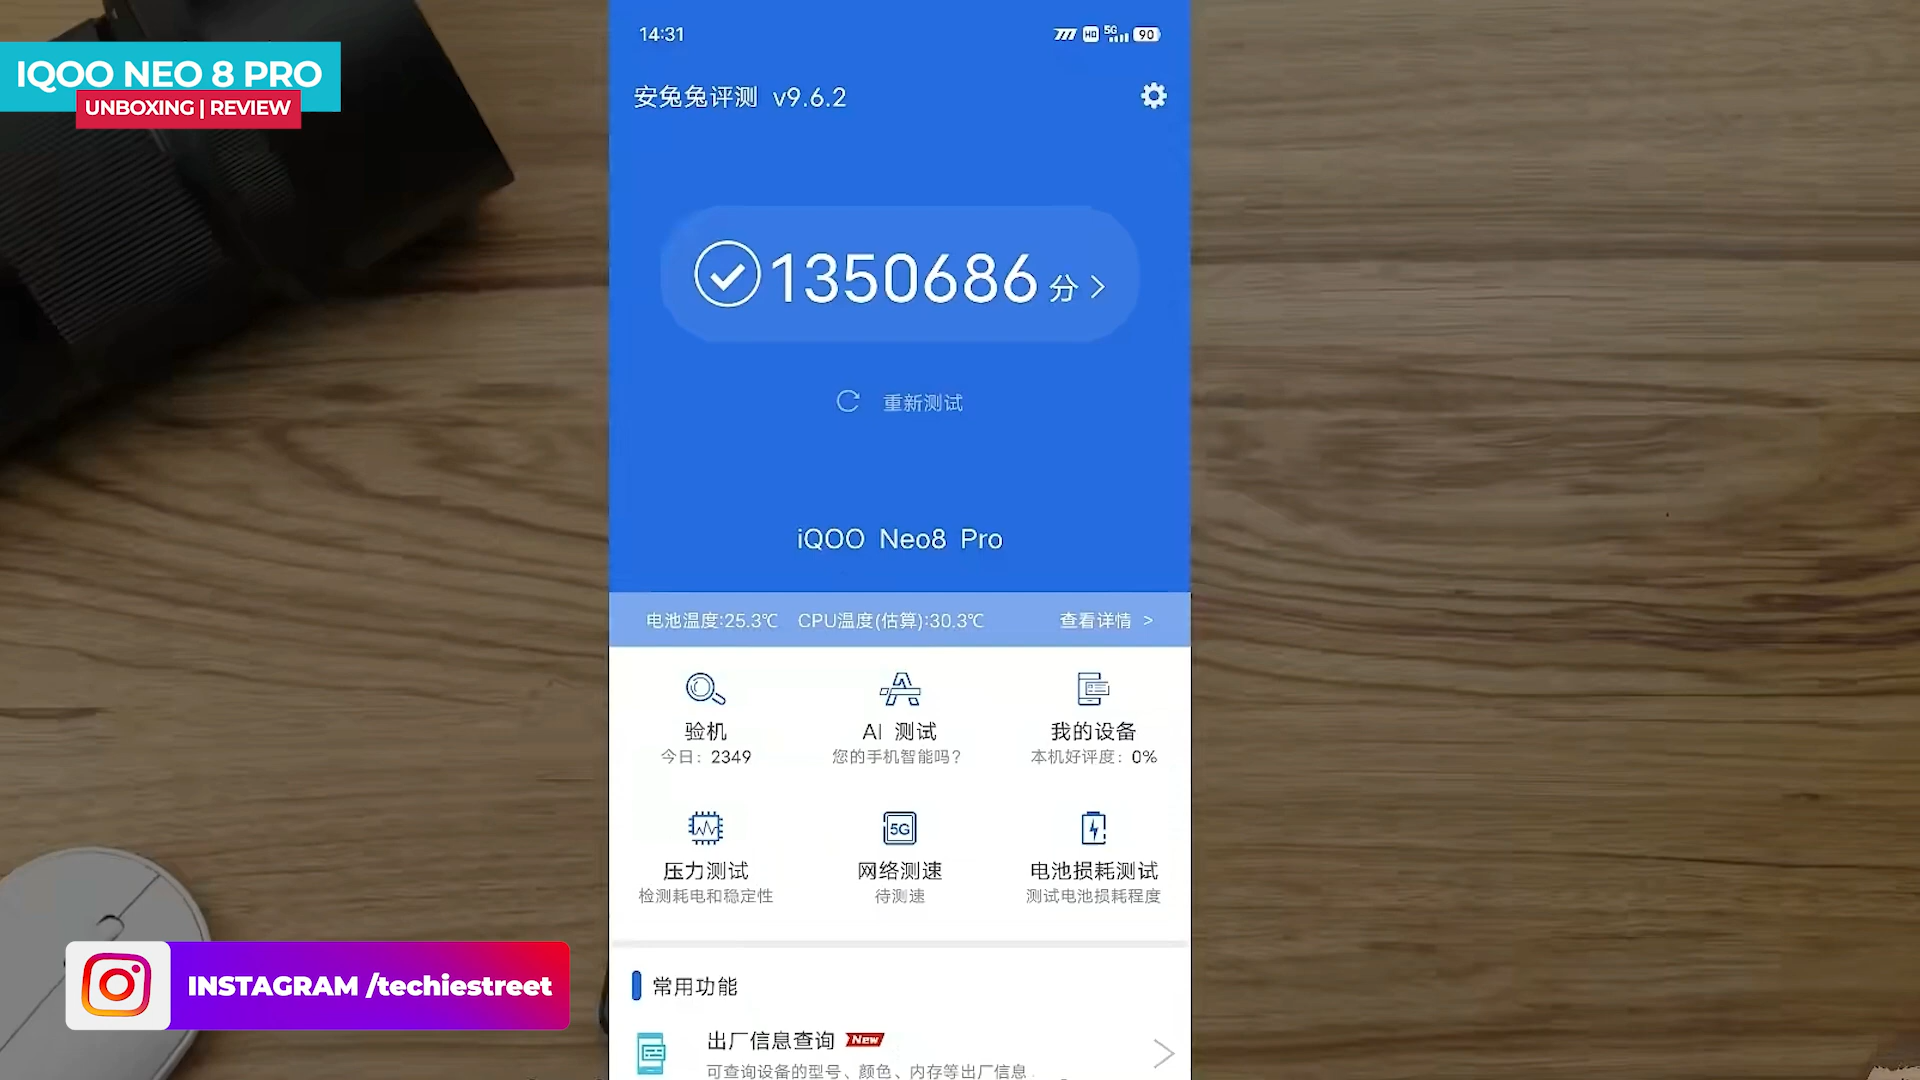 IQOO NEO 8 PRO
UNBOXING | REVIEW
14:31
HD 5G 90
安兔兔评测 v9.6.2
1350686 分 >
重新测试
iQOO Neo8 Pro
电池温度:25.3℃ CPU温度(估算):30.3℃ 查看详情 >
验机 AI 测试 我的设备
今日: 2349 您的手机智能吗? 本机好评度: 0%
5G
压力测试 网络测速 电池损耗测试
检测耗电和稳定性 待测速 测试电池损耗程度
常用功能
出厂信息查询 New
可查询设备的型号、颜色、内存等出厂信息
INSTAGRAM /techiestreet